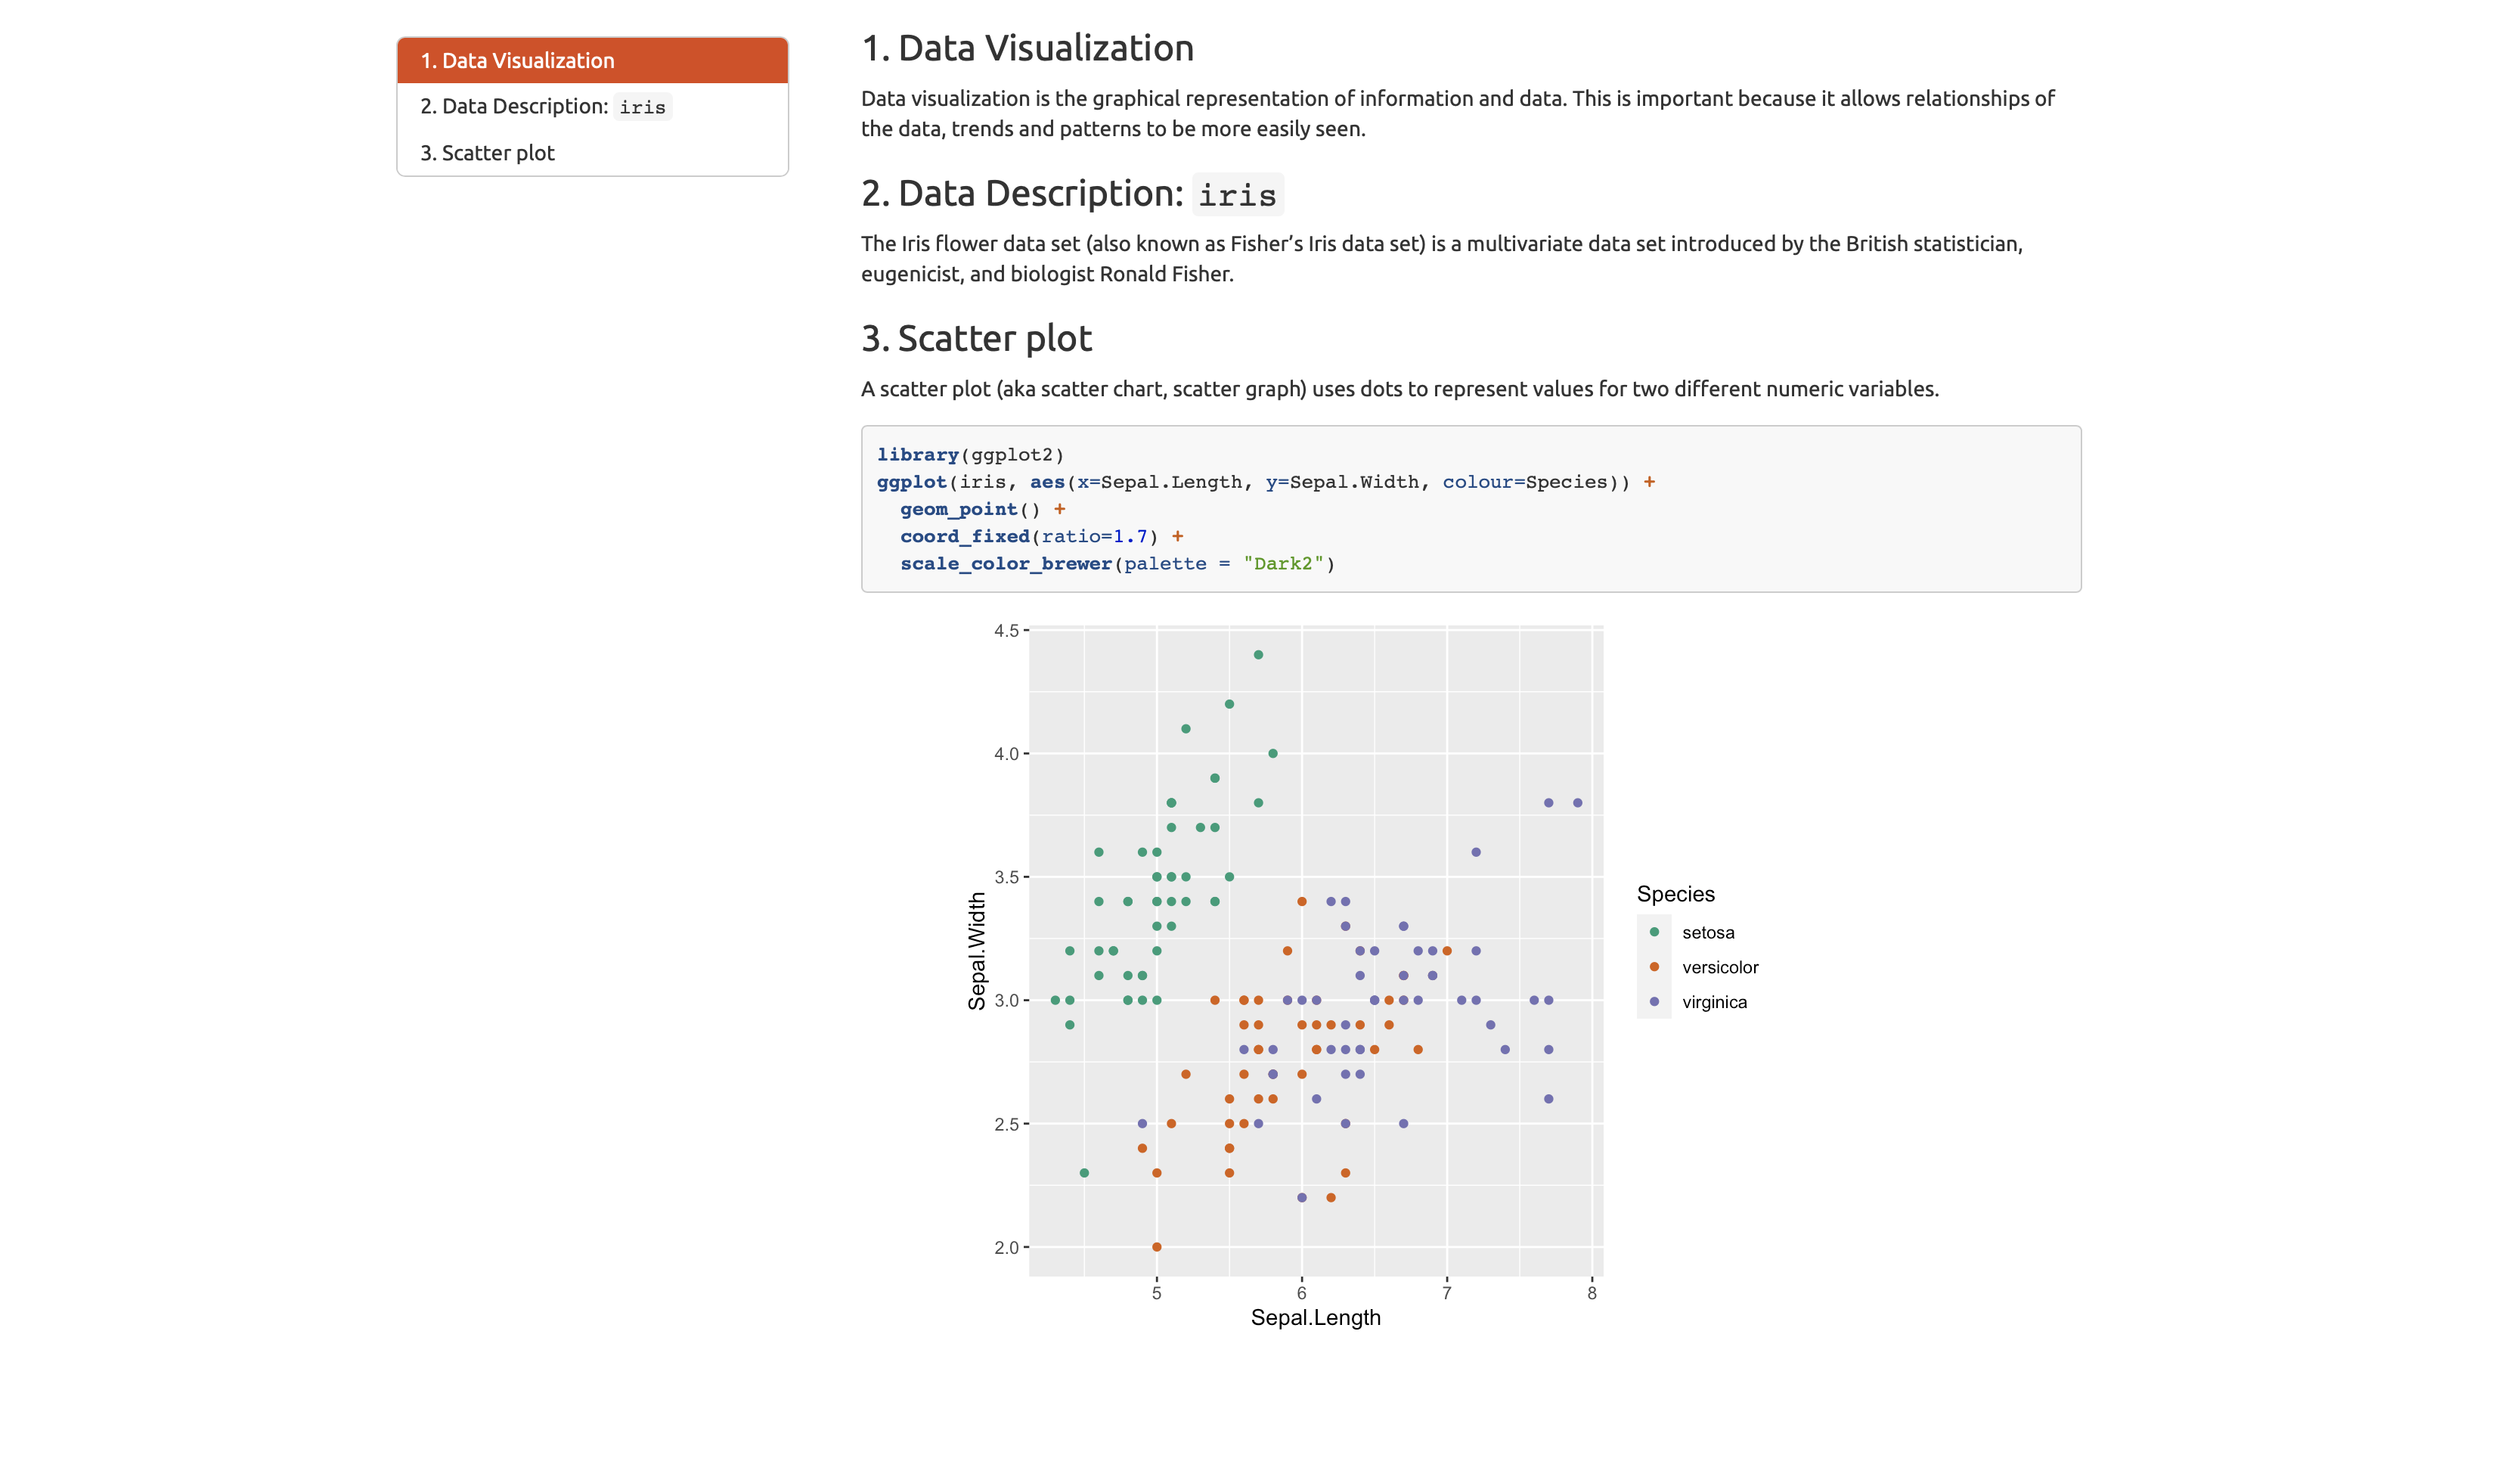 1. Data Visualization
2. Data Description: iris
3. Scatter plot
1. Data Visualization
Data visualization is the graphical representation of information and data. This is important because it allows relationships of
the data, trends and patterns to be more easily seen.
2. Data Description: iris
The Iris flower data set (also known as Fisher’s Iris data set) is a multivariate data set introduced by the British statistician,
eugenicist, and biologist Ronald Fisher.
3. Scatter plot
A scatter plot (aka scatter chart, scatter graph) uses dots to represent values for two different numeric variables.
library(ggplot2)
ggplot(iris, aes(x=Sepal.Length, y=Sepal.Width, colour=Species)) +
  geom_point() +
  coord_fixed(ratio=1.7) +
  scale_color_brewer(palette = "Dark2")
4.5
4.0
3.5
3.0
2.5
2.0
Sepal.Width
5 6 7 8
Sepal.Length
Species
setosa
versicolor
virginica